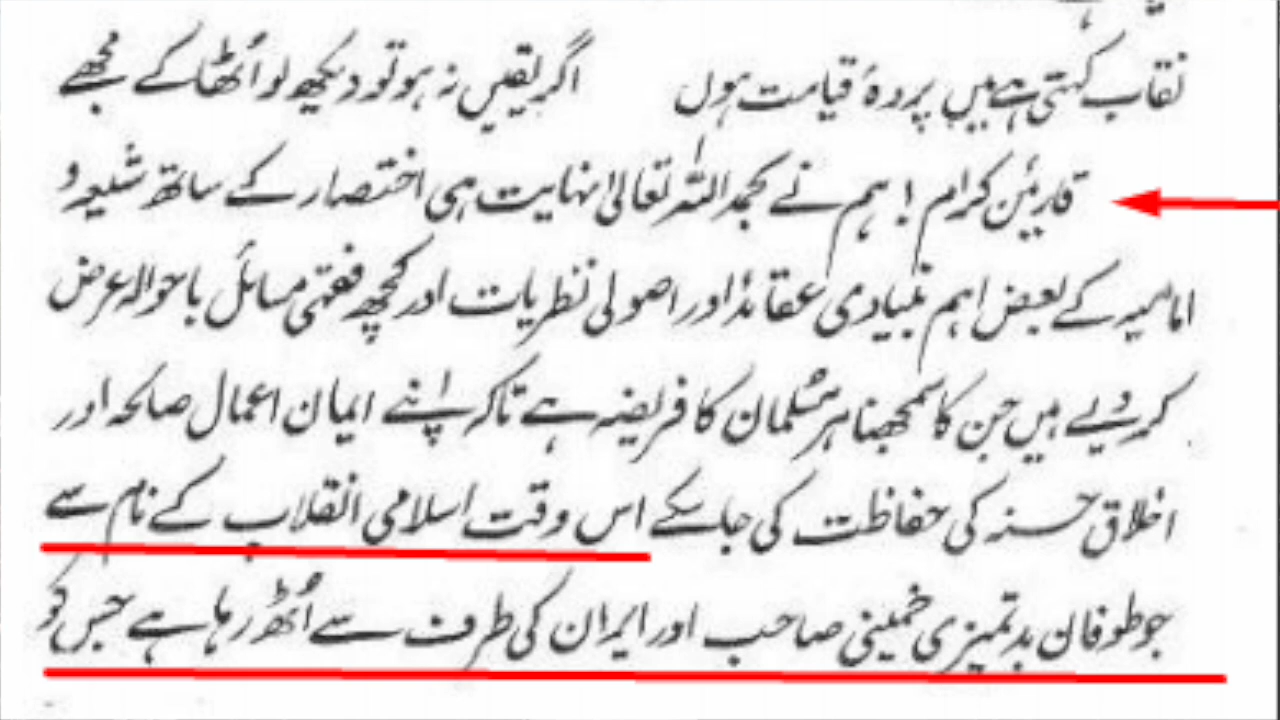 نقاب کہتی ہے میں پردۂ قیامت ہوں اگر یقیں نہ ہو تو دیکھ لو اُٹھا کے مجھے
قارئین کرام! ہم نے بحمد اللہ تعالیٰ نہایت ہی اختصار کے ساتھ شیعہ و
امامیہ کے بعض اہم بنیادی عقائد اور اصولی نظریات اور کچھ فقہی مسائل باحوالہ عرض
کر دیے ہیں جن کا سمجھنا ہر مُسلمان کا فریضہ ہے تاکہ اپنے ایمان اعمال صالحہ اور
اخلاق حسنہ کی حفاظت کی جا سکے اس وقت اسلامی انقلاب کے نام سے
جو طوفان بدتمیزی خمینی صاحب اور ایران کی طرف سے اُٹھ رہا ہے جس کو